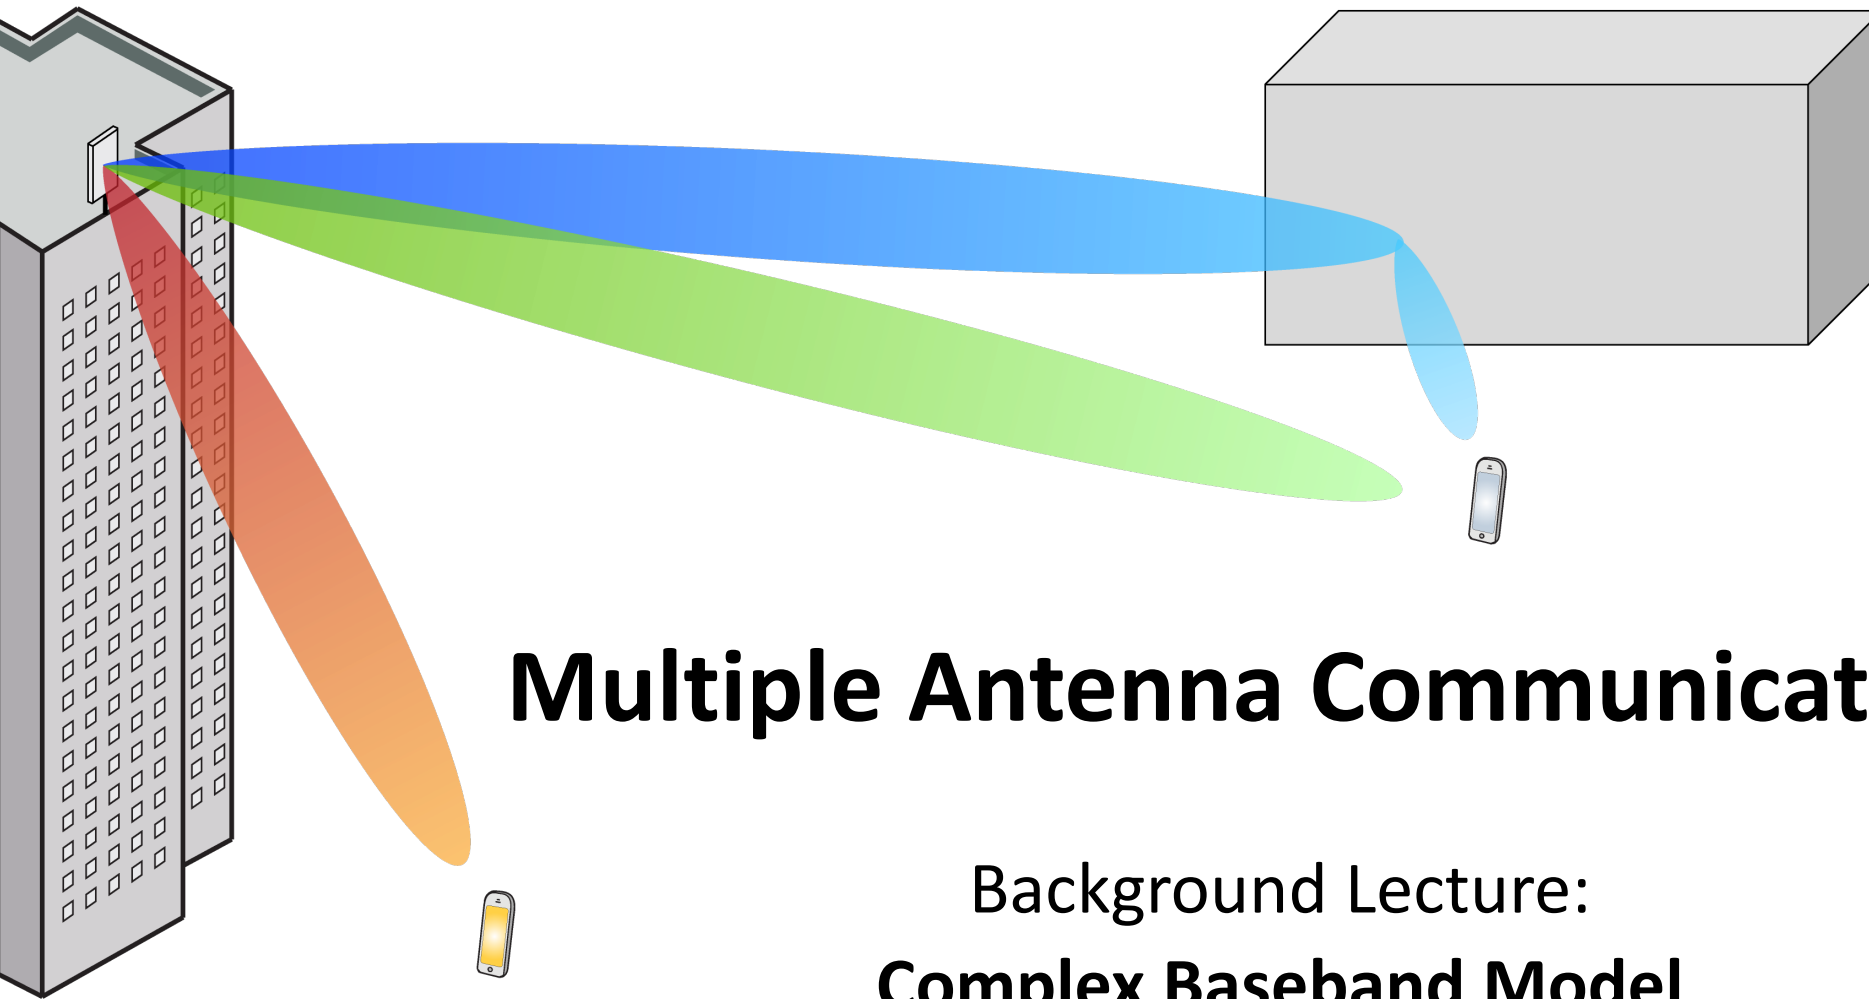 Multiple Antenna Communicat
Background Lecture:
Complex Baseband Model